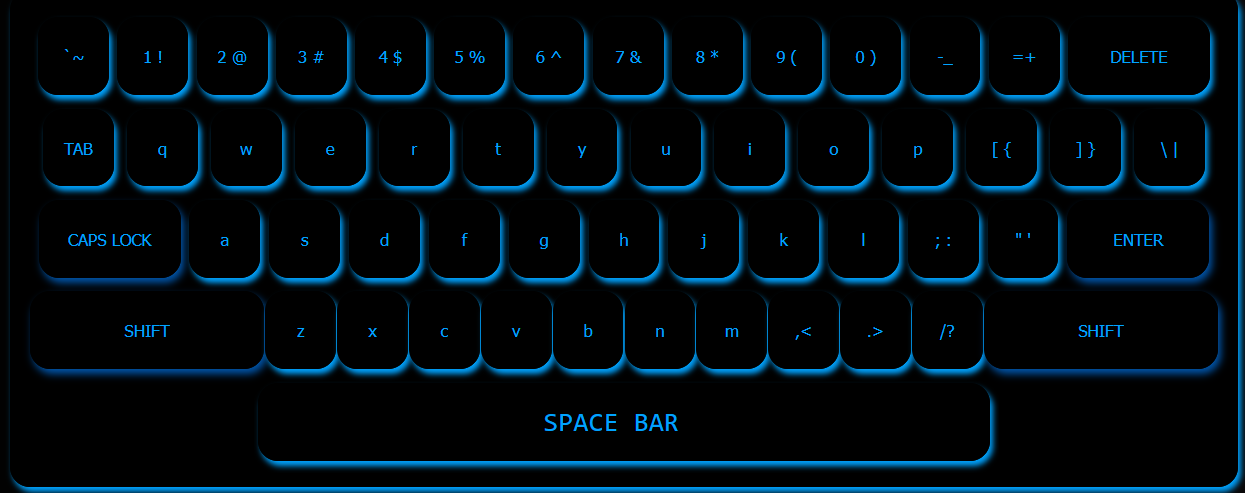 `~ 1 ! 2 @ 3 # 4 $ 5 % 6 ^ 7 & 8 * 9 ( 0 ) -_ =+ DELETE
TAB q w e r t y u i o p [ { ] } \ |
CAPS LOCK a s d f g h j k l ; : " ' ENTER
SHIFT z x c v b n m ,< .> /? SHIFT
SPACE BAR